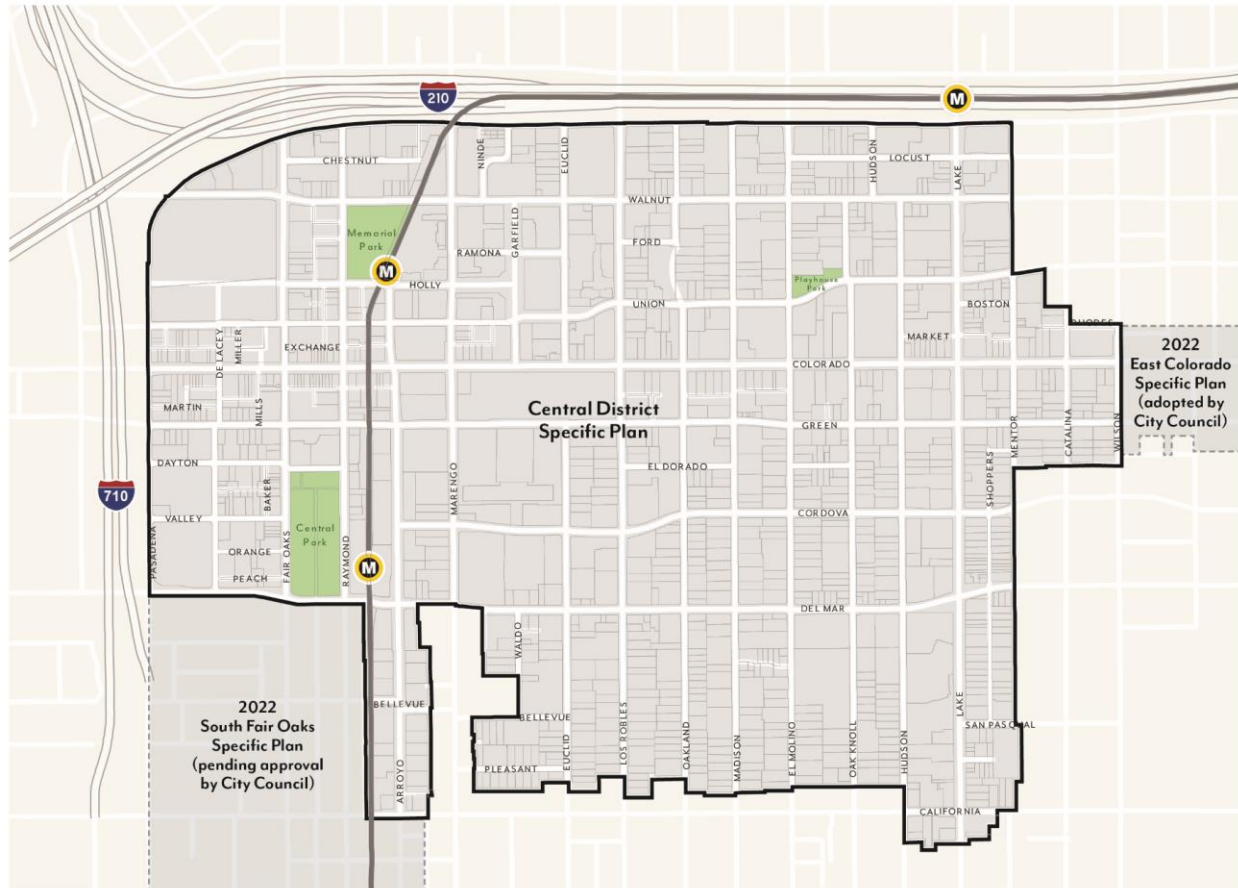 210
M
CHESTNUT
NINDE
EUCLID
HUDSON
LOCUST
LAKE
WALNUT
Memorial
Park
GARFIELD
FORD
RAMONA
M
HOLLY
Playhouse
Park
UNION
BOSTON
RHODES
DE LACEY
MILLER
EXCHANGE
MARKET
COLORADO
2022
East Colorado
Specific Plan
(adopted by
City Council)
MARTIN
MILLS
Central District
Specific Plan
GREEN
MENTOR
CATALINA
WILSON
DAYTON
EL DORADO
SHOPPERS
710
BAKER
MARENGO
VALLEY
CORDOVA
Central
Park
PASADENA
ORANGE
PEACH
FAIR OAKS
RAYMOND
M
DEL MAR
WALDO
2022
South Fair Oaks
Specific Plan
(pending approval
by City Council)
BELLEVUE
BELLEVUE
LAKE
SAN PASQUAL
PLEASANT
EUCLID
LOS ROBLES
OAKLAND
MADISON
EL MOLINO
OAK KNOLL
HUDSON
ARROYO
CALIFORNIA